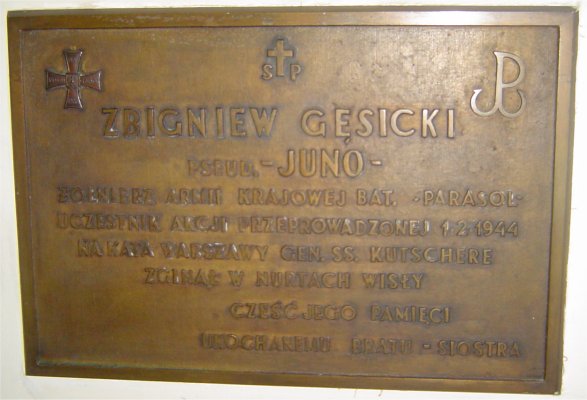 S P
ZBIGNIEW GĘSICKI
PSEUD. - JUNO -
ŻOŁNIERZ ARMII KRAJOWEJ BAT. -PARASOL-
UCZESTNIK AKCJI PRZEPROWADZONEJ 1·2·1944
NA KATA WARSZAWY GEN. SS. KUTSCHERE
ZGINĄŁ W NURTACH WISŁY
CZEŚĆ JEGO PAMIĘCI
UKOCHANEMU BRATU - SIOSTRA